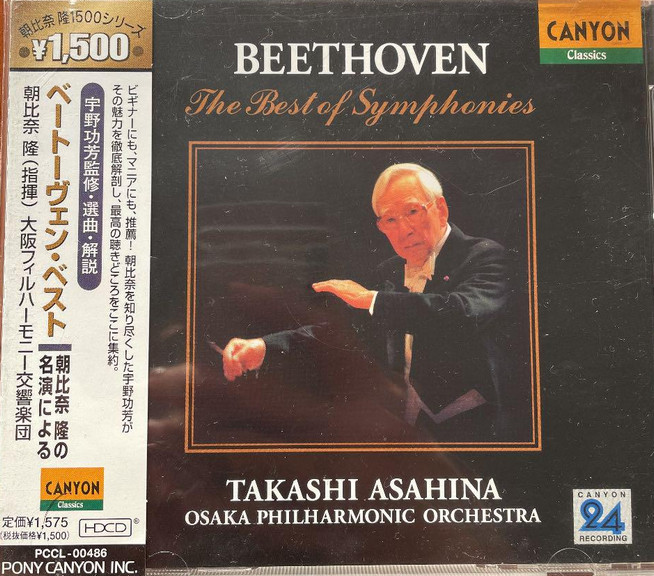 朝比奈 隆1500シリーズ
¥1,500
宇野功芳監修・選曲・解説
ビギナーにも、マニアにも、推薦！ 朝比奈を知り尽くした宇野功芳が
その魅力を徹底解剖し、最高の聴きどころをここに集約。
ベートーヴェン・ベスト
朝比奈 隆の
名演による
朝比奈 隆（指揮） 大阪フィルハーモニー交響楽団
CANYON
Classics
定価¥1,575
(税抜価格¥1,500)
HDCD®
PCCL-00486
PONY CANYON INC.
CANYON
Classics
BEETHOVEN
The Best of Symphonies
TAKASHI ASAHINA
OSAKA PHILHARMONIC ORCHESTRA
CANYON
24
RECORDING